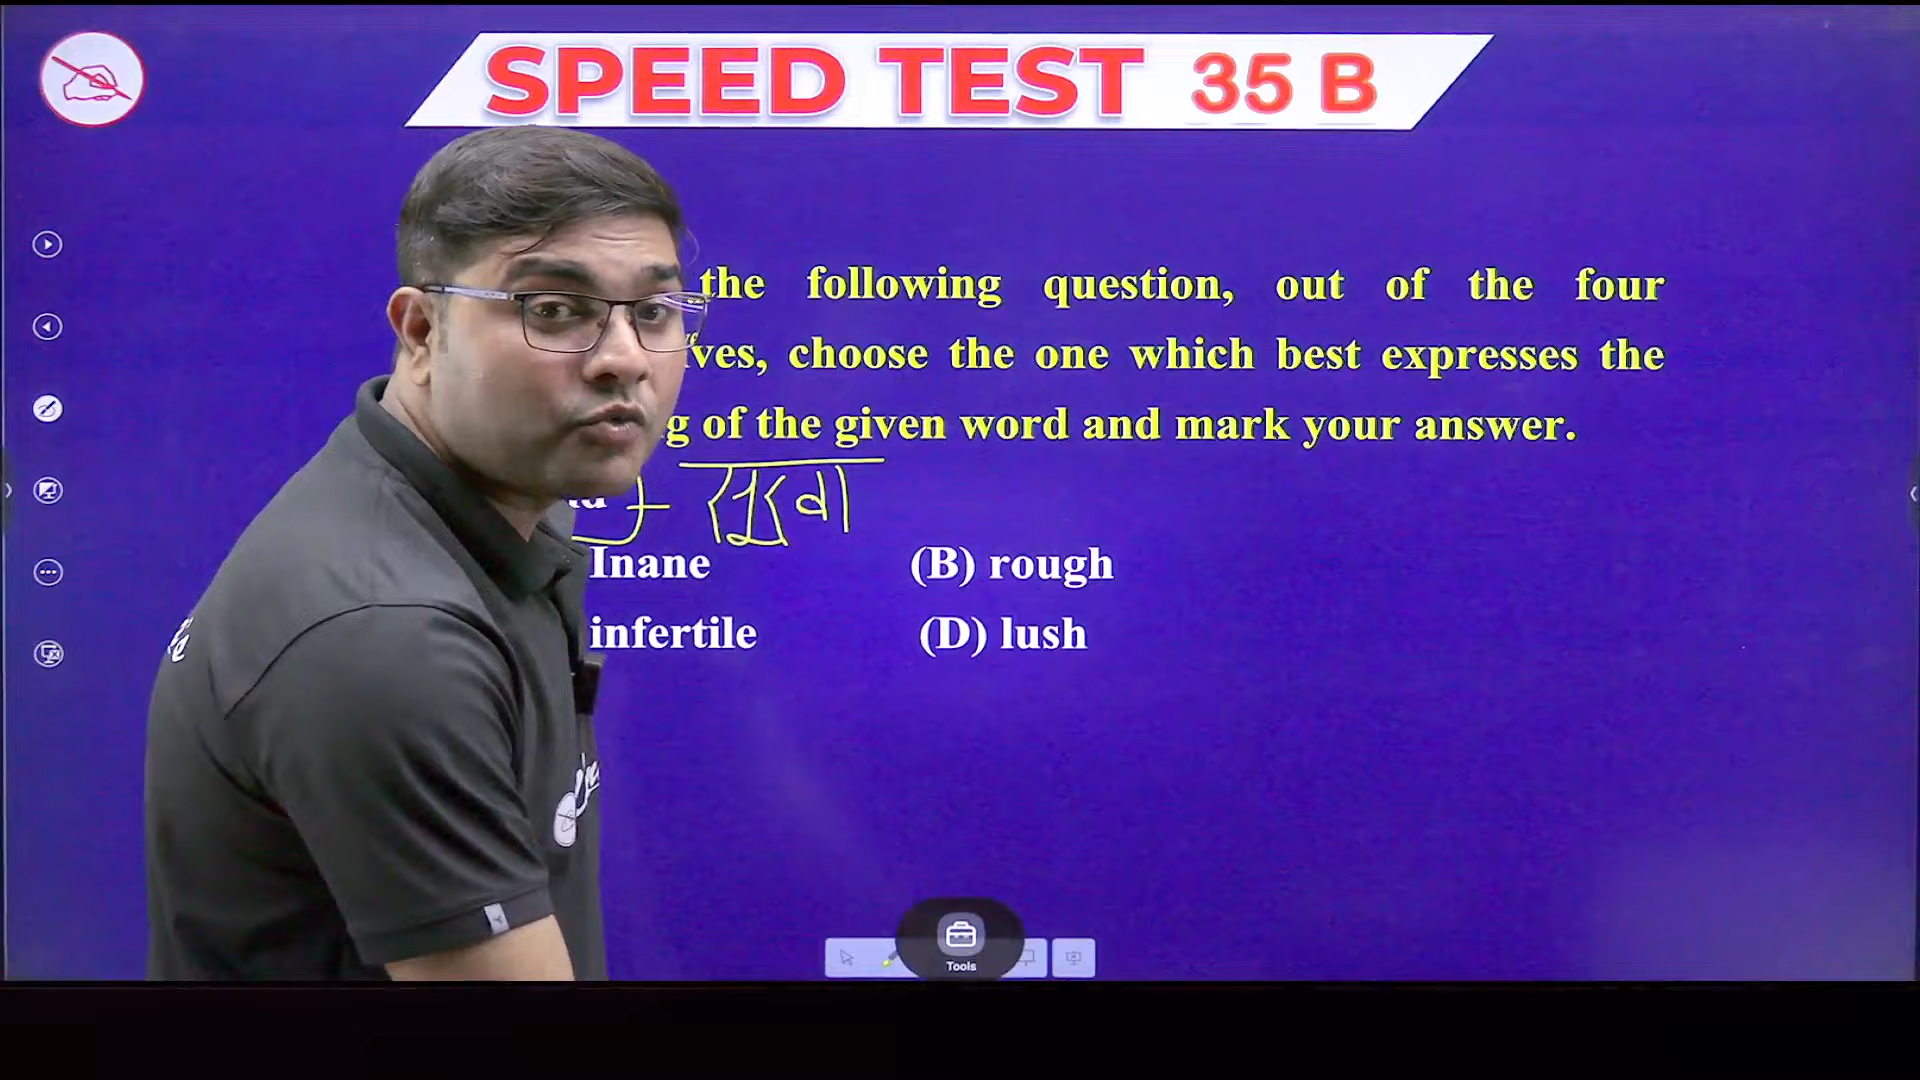 SPEED TEST 35 B
the following question, out of the four
choose the one which best expresses the
of the given word and mark your answer.
Inane (B) rough
infertile (D) lush
Tools